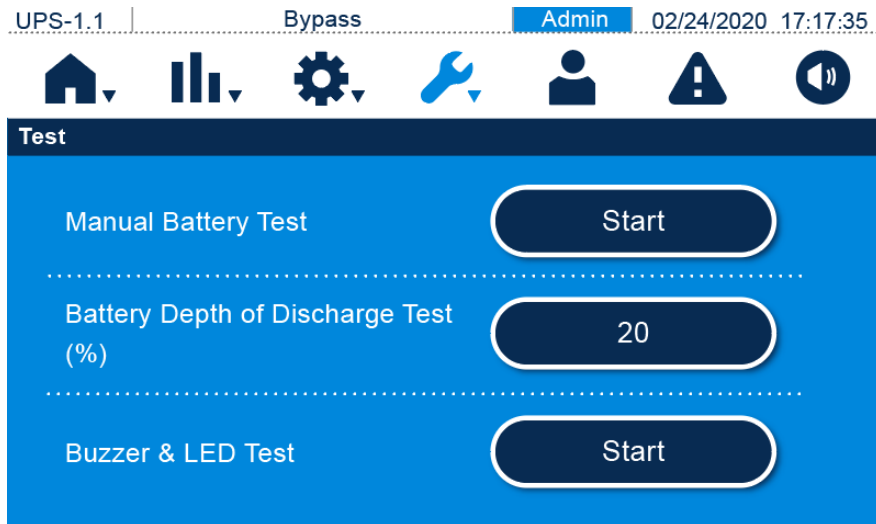 UPS-1.1 Bypass Admin 02/24/2020 17:17:35
Test
Manual Battery Test Start
Battery Depth of Discharge Test
(%)
20
Buzzer & LED Test Start